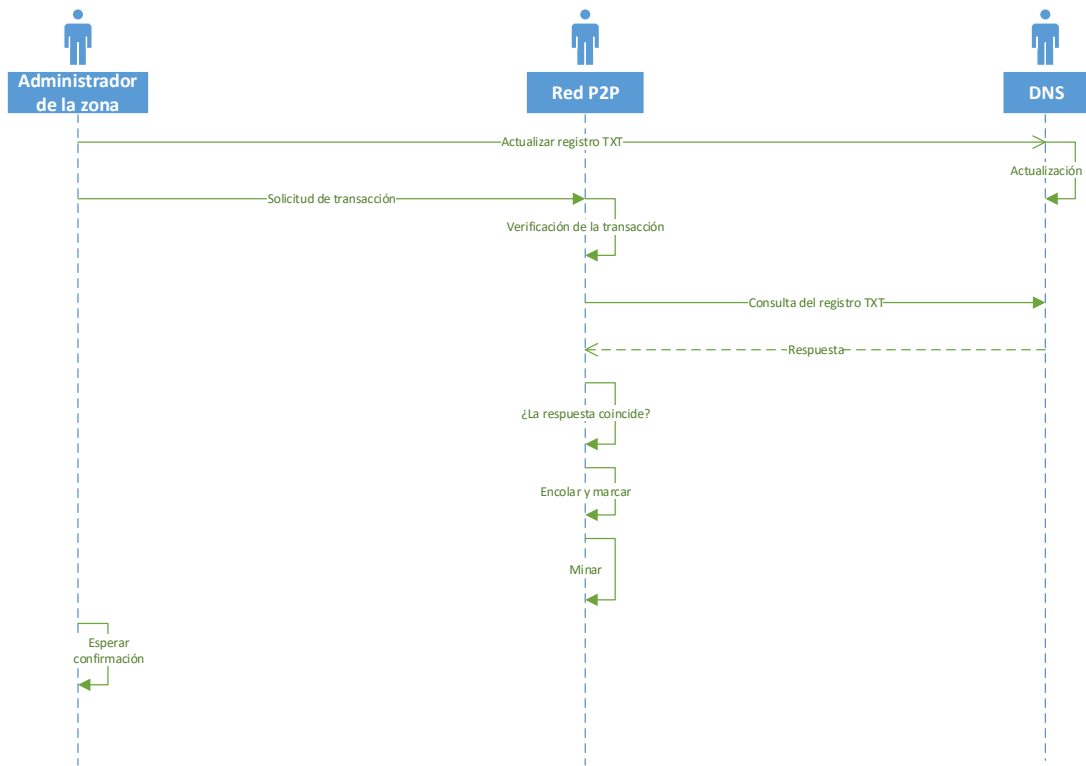 Administrador
de la zona
Red P2P
DNS
Actualizar registro TXT
Actualización
Solicitud de transacción
Verificación de la transacción
Consulta del registro TXT
Respuesta
¿La respuesta coincide?
Encolar y marcar
Minar
Esperar
confirmación